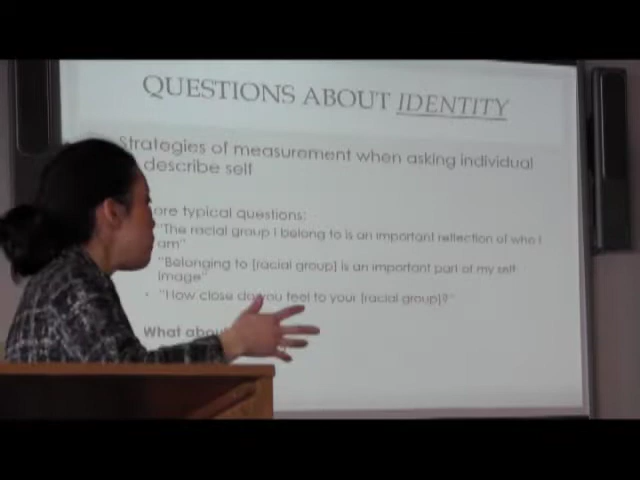 QUESTIONS ABOUT IDENTITY
Strategies of measurement when asking individual
describe self
ore typical questions:
"The racial group I belong to is an important reflection of who I
am"
"Belonging to [racial group] is an important part of my self
image"
• "How close do you feel to your [racial group]?"
What abou